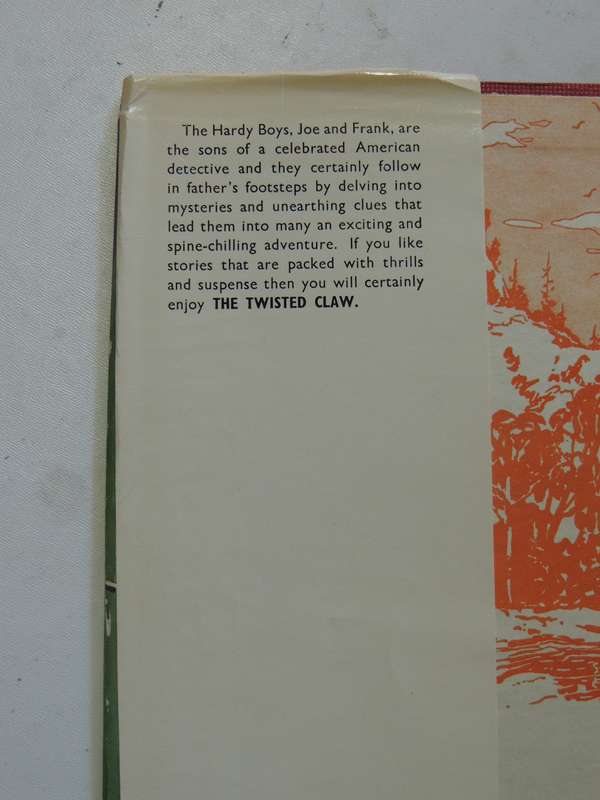 The Hardy Boys, Joe and Frank, are
the sons of a celebrated American
detective and they certainly follow
in father's footsteps by delving into
mysteries and unearthing clues that
lead them into many an exciting and
spine-chilling adventure. If you like
stories that are packed with thrills
and suspense then you will certainly
enjoy THE TWISTED CLAW.